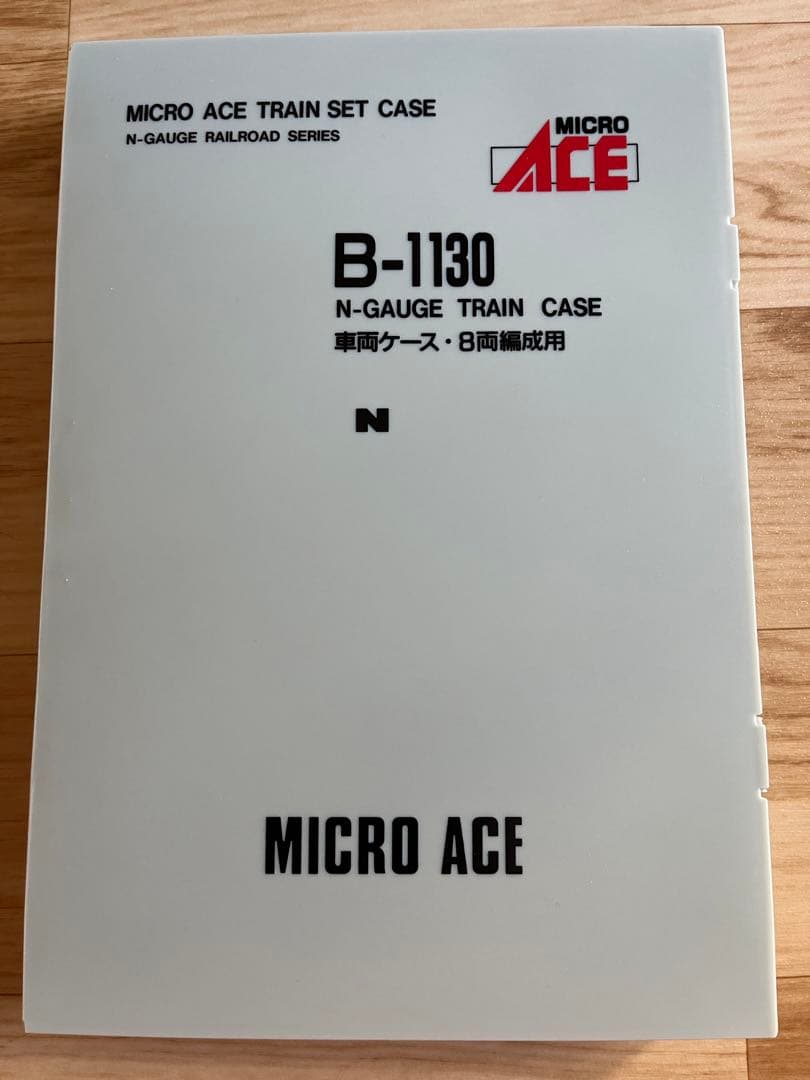 MICRO ACE TRAIN SET CASE
N-GAUGE RAILROAD SERIES
MICRO
ACE
B-1130
N-GAUGE TRAIN CASE
車両ケース・8両編成用
N
MICRO ACE